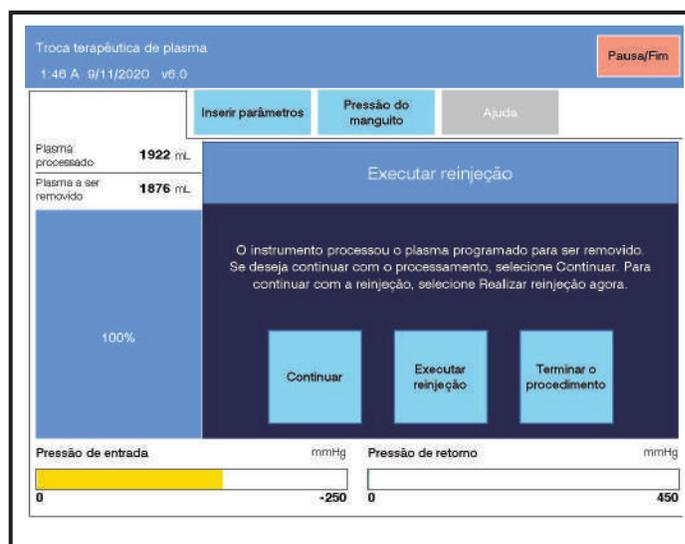 Troca terapêutica de plasma
1:46 A 9/11/2020 v6.0
Pausa/Fim
Inserir parâmetros
Pressão do
manguito
Ajuda
Plasma
processado
1922 mL
Plasma a ser
removido
1876 mL
Executar reinjeção
O instrumento processou o plasma programado para ser removido.
Se deseja continuar com o processamento, selecione Continuar. Para
continuar com a reinjeção, selecione Realizar reinjeção agora.
100%
Continuar
Executar
reinjeção
Terminar o
procedimento
Pressão de entrada
mmHg
Pressão de retorno
mmHg
0
-250
0
450